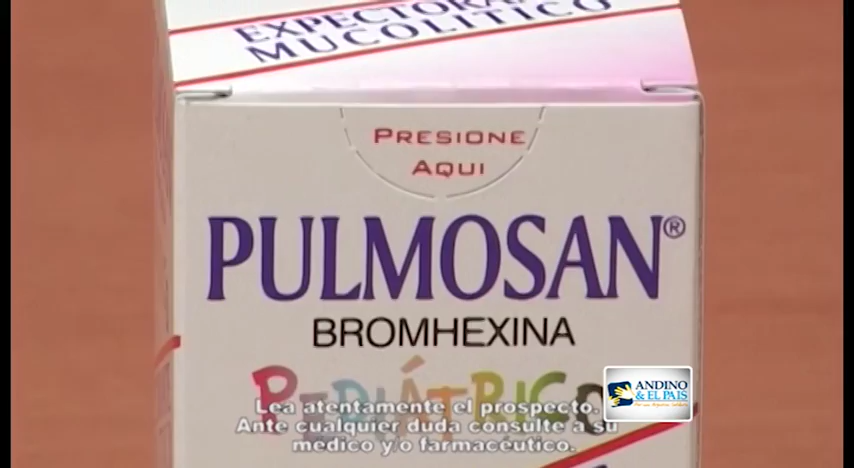 EXPECTORANTE
MUCOLITICO
PRESIONE
AQUI
PULMOSAN®
BROMHEXINA
PEDIÁTRICO
Lea atentamente el prospecto.
Ante cualquier duda consulte a su
medico y/o farmacéutico.
ANDINO
& EL PAIS